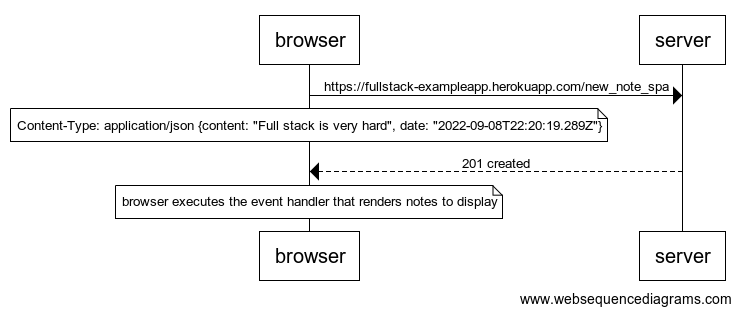 browser
server
https://fullstack-exampleapp.herokuapp.com/new_note_spa
Content-Type: application/json {content: "Full stack is very hard", date: "2022-09-08T22:20:19.289Z"}
201 created
browser executes the event handler that renders notes to display
browser
server
www.websequencediagrams.com